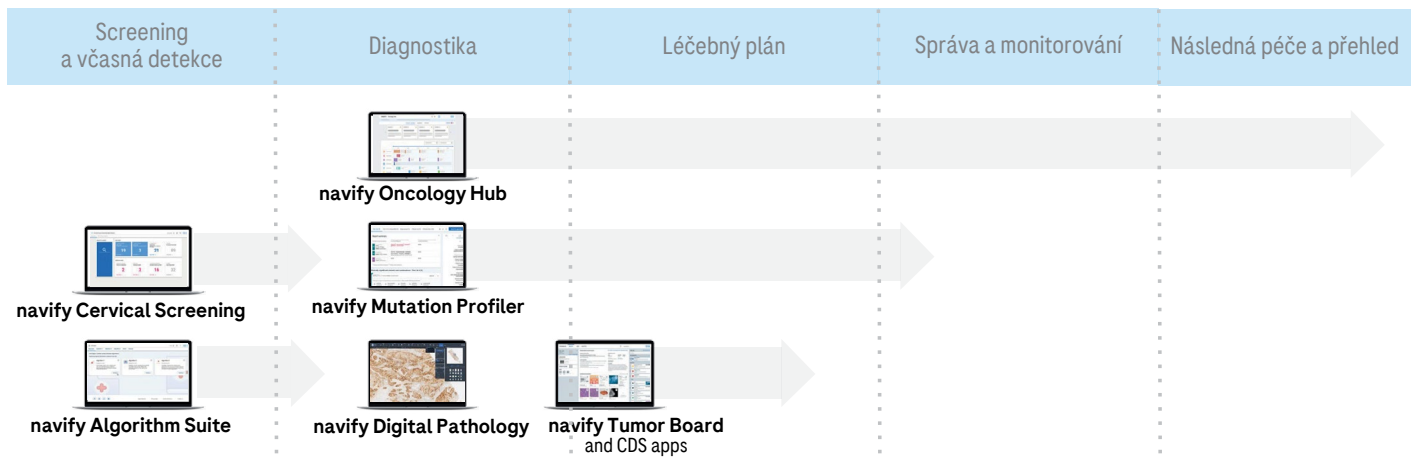 Screening
a včasná detekce
Diagnostika
Léčebný plán
Správa a monitorování
Následná péče a přehled
navify Oncology Hub
navify Cervical Screening
navify Mutation Profiler
navify Algorithm Suite
navify Digital Pathology
navify Tumor Board
and CDS apps